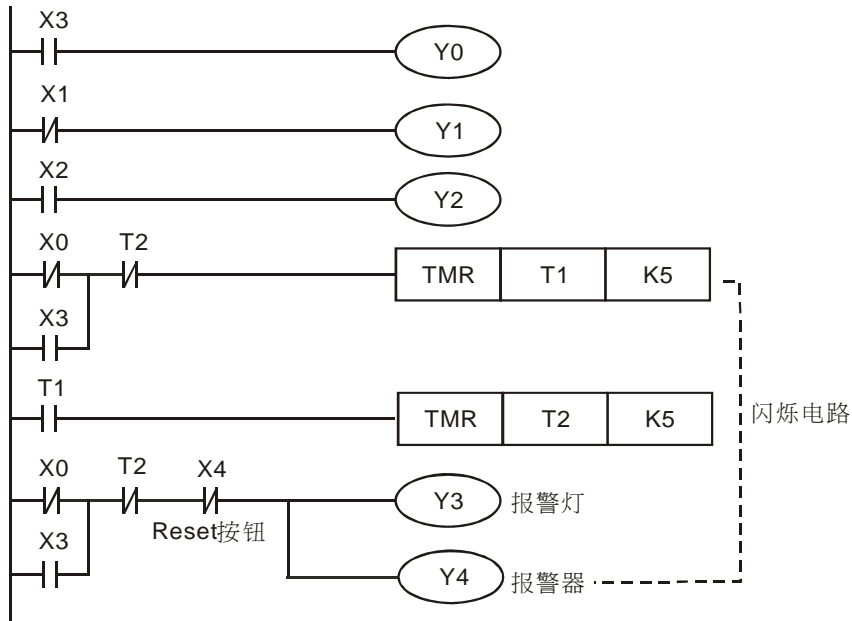 X3
Y0
X1
Y1
X2
Y2
X0 T2
TMR T1 K5
X3
T1
TMR T2 K5
闪烁电路
X0 T2 X4
Y3 报警灯
Reset按钮
X3
Y4 报警器